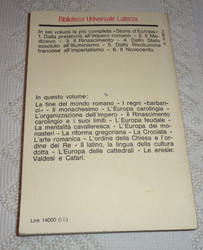 Biblioteca Universale Laterza
In sei volumi la più completa «Storia d'Europa»:
1. Dalla preistoria all'impero romano - 2. Il Me-
dioevo - 3. Il Rinascimento - 4. Dallo Stato
assoluto all'Illuminismo - 5. Dalla Rivoluzione
francese all'imperialismo - 6. Il Novecento.
In questo volume:
La fine del mondo romano - I regni «barbari-
ci» - Il monachesimo - L'Europa carolingia -
L'organizzazione dell'impero - Il Rinascimento
carolingio e i suoi limiti - L'Europa feudale -
La mentalità cavalleresca - L'Europa dei mo-
nasteri - La riforma gregoriana - La Crociata -
L'arte romanica - L'ordine della Chiesa e l'or-
dine dei Re - Il latino, la lingua della cultura
dotta - L'Europa delle cattedrali - Le eresie:
Valdesi e Catari.
Lire 14000 (i.i.)